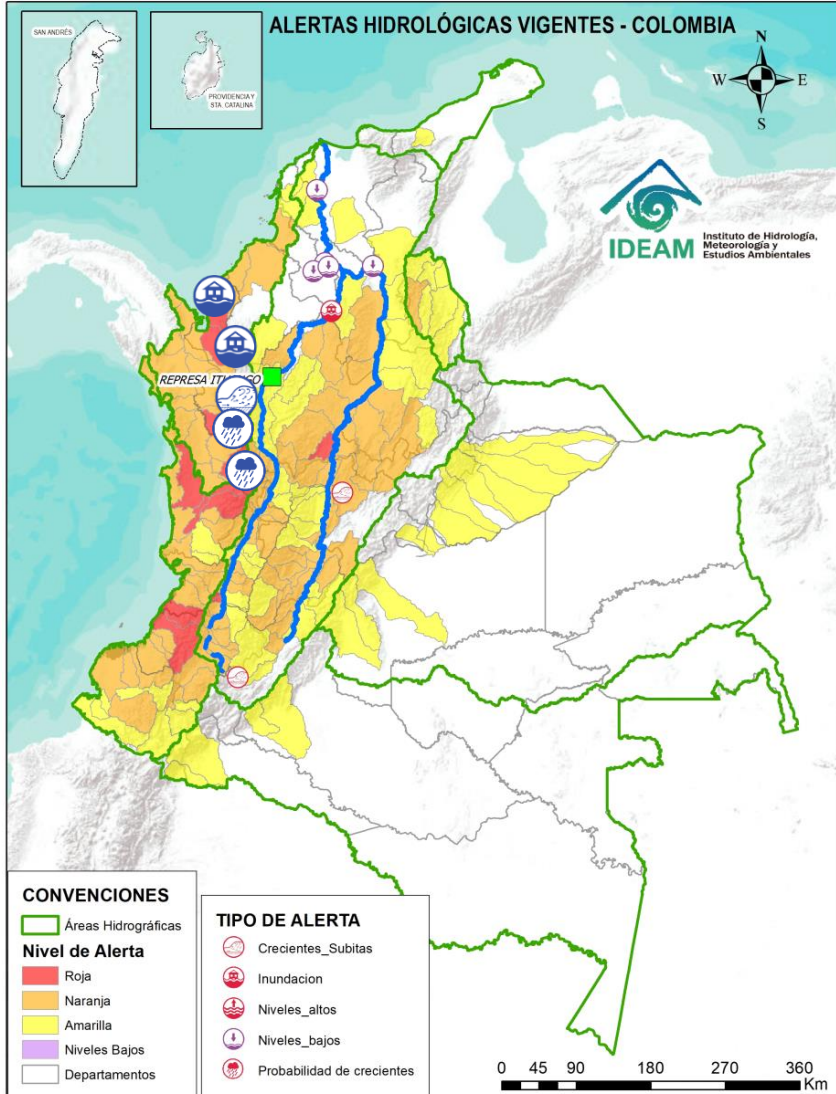 ALERTAS HIDROLÓGICAS VIGENTES - COLOMBIA
SAN ANDRÉS
PROVIDENCIA Y
STA. CATALINA
N
W
E
S
IDEAM
Instituto de Hidrología,
Meteorología y
Estudios Ambientales
REPRESA ITUANGO
CONVENCIONES
Áreas Hidrográficas
Nivel de Alerta
Roja
Naranja
Amarilla
Niveles Bajos
Departamentos
TIPO DE ALERTA
Crecientes_Subitas
Inundacion
Niveles_altos
Niveles_bajos
Probabilidad de crecientes
0 45 90 180 270 360
Km